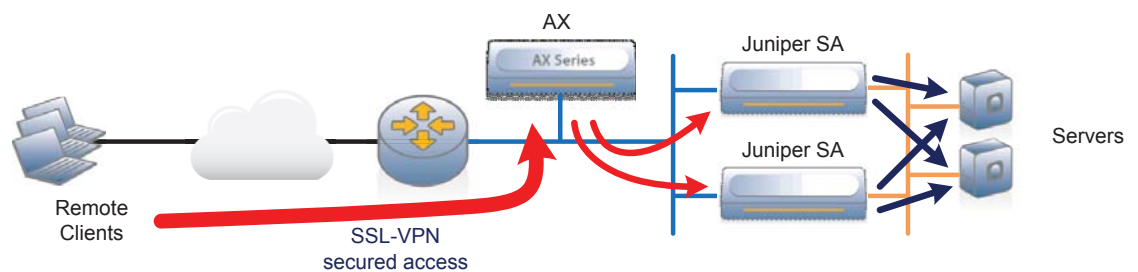 AX
AX Series
Juniper SA
Juniper SA
Servers
Remote
Clients
SSL-VPN
secured access